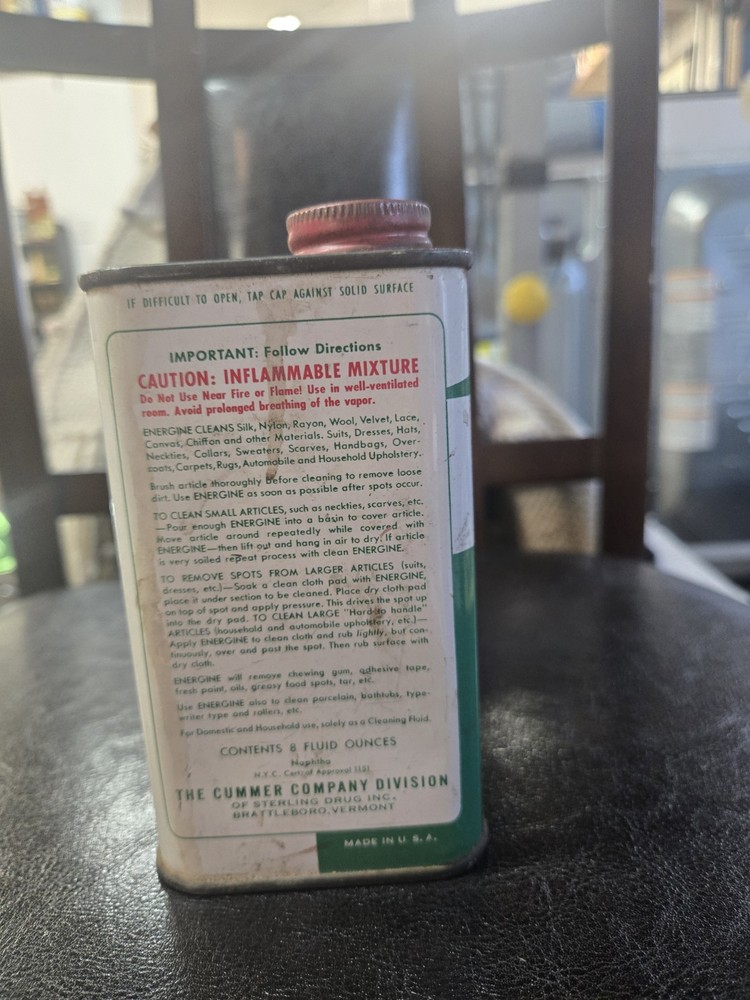 IF DIFFICULT TO OPEN, TAP CAP AGAINST SOLID SURFACE
IMPORTANT: Follow Directions
CAUTION: INFLAMMABLE MIXTURE
Do Not Use Near Fire or Flame! Use in well-ventilated
room. Avoid prolonged breathing of the vapor.
ENERGINE CLEANS Silk, Nylon, Rayon, Wool, Velvet, Lace,
Canvas, Chiffon and other Materials. Suits, Dresses, Hats,
Neckties, Collars, Sweaters, Scarves, Handbags, Over-
coats, Carpets, Rugs, Automobile and Household Upholstery.
Brush article thoroughly before cleaning to remove loose
dirt. Use ENERGINE as soon as possible after spots occur.
TO CLEAN SMALL ARTICLES, such as neckties, scarves, etc.
—Pour enough ENERGINE into a basin to cover article.
Move article around repeatedly while covered with
ENERGINE—then lift out and hang in air to dry. If article
is very soiled repeat process with clean ENERGINE.
TO REMOVE SPOTS FROM LARGER ARTICLES (suits,
dresses, etc.)—Soak a clean cloth pad with ENERGINE,
place it under section to be cleaned. Place dry cloth pad
on top of spot and apply pressure. This drives the spot up
into the dry pad. TO CLEAN LARGE "Hard to handle"
ARTICLES (household and automobile upholstery, etc.)—
Apply ENERGINE to clean cloth and rub lightly, but con-
tinuously, over and past the spot. Then rub surface with
dry cloth.
ENERGINE will remove chewing gum, adhesive tape,
fresh paint, oils, greasy food spots, tar, etc.
Use ENERGINE also to clean porcelain, bathtubs, type-
writer type and rollers, etc.
For Domestic and Household use, solely as a Cleaning Fluid.
CONTENTS 8 FLUID OUNCES
Naphtha
N.Y.C. Cert. of Approval 1151
THE CUMMER COMPANY DIVISION
OF STERLING DRUG INC.
BRATTLEBORO, VERMONT
MADE IN U. S. A.